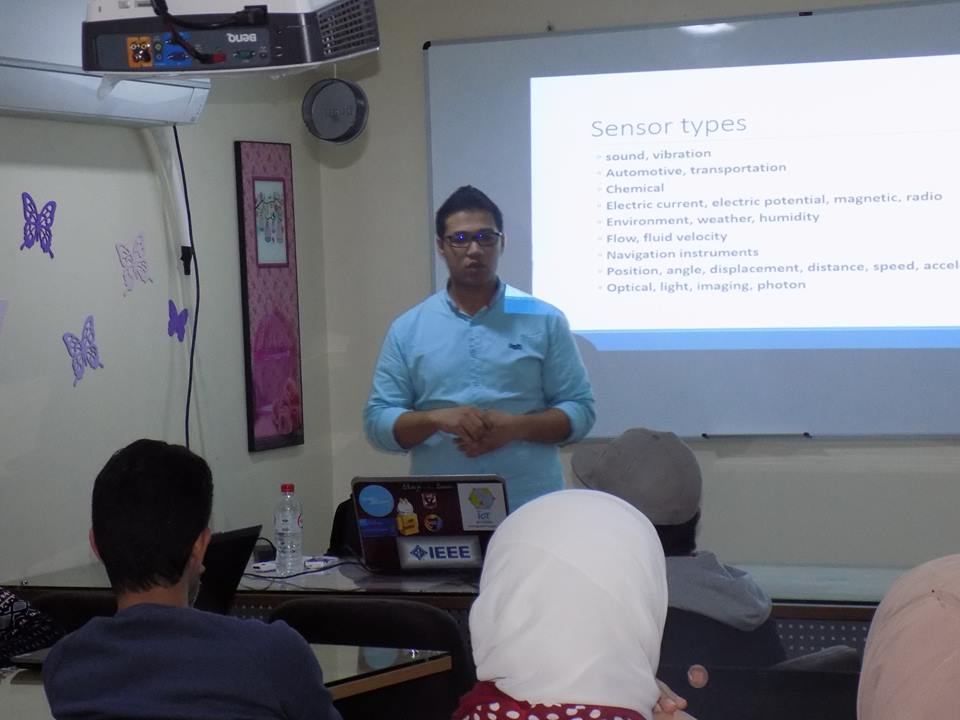 BenQ
Sensor types
sound, vibration
Automotive, transportation
Chemical
Electric current, electric potential, magnetic, radio
Environment, weather, humidity
Flow, fluid velocity
Navigation instruments
Position, angle, displacement, distance, speed, accele
Optical, light, imaging, photon
IoT
IEEE